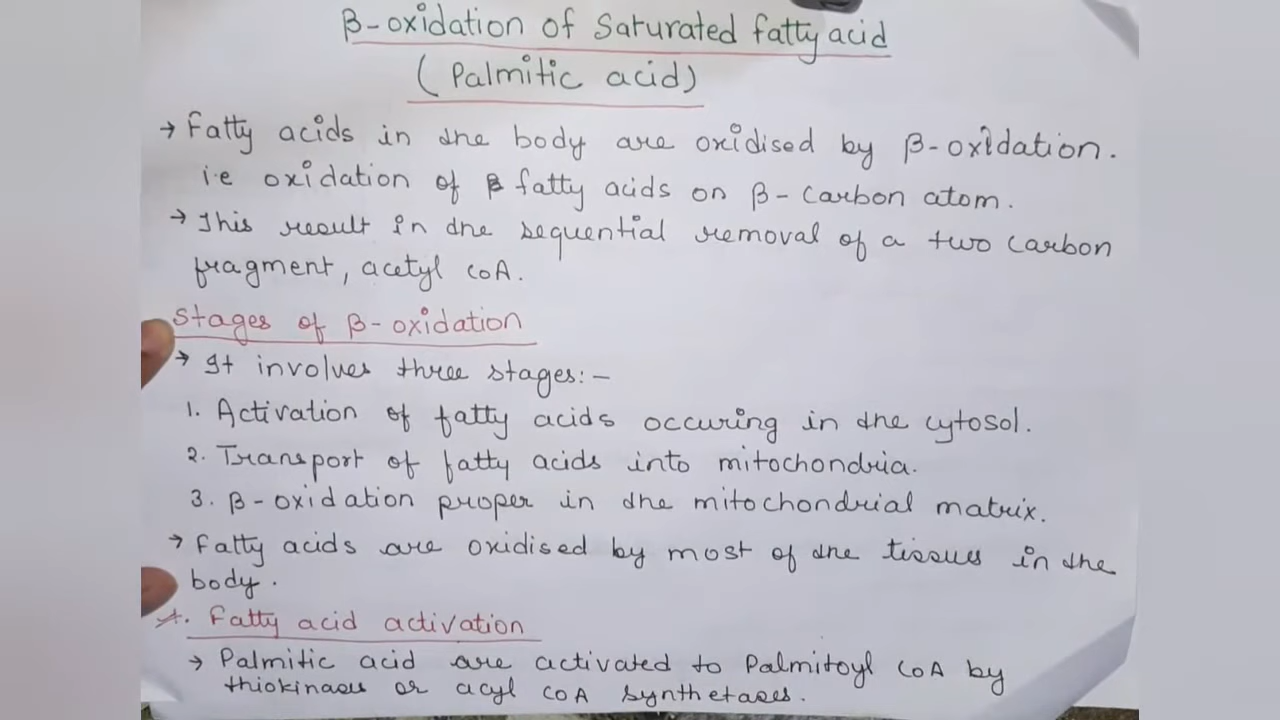 β-oxidation of Saturated fatty acid
(Palmitic acid)
→ Fatty acids in the body are oxidised by β-oxidation.
i.e oxidation of β fatty acids on β-carbon atom.
→ This result in the sequential removal of a two carbon
fragment, acetyl CoA.
Stages of β-oxidation
→ It involves three stages:-
1. Activation of fatty acids occuring in the cytosol.
2. Transport of fatty acids into mitochondria.
3. β-oxidation proper in the mitochondrial matrix.
→ Fatty acids are oxidised by most of the tissues in the
body.
1. Fatty acid activation
→ Palmitic acid are activated to Palmitoyl CoA by
thiokinases or acyl CoA synthetases.